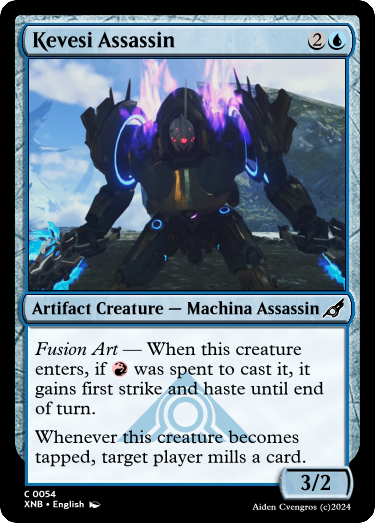 Kevesi Assassin 2
Artifact Creature — Machina Assassin
Fusion Art — When this creature
enters, if was spent to cast it, it
gains first strike and haste until end
of turn.
Whenever this creature becomes
tapped, target player mills a card.
3/2
C 0054
XNB • English
Aiden Cvengros (c)2024